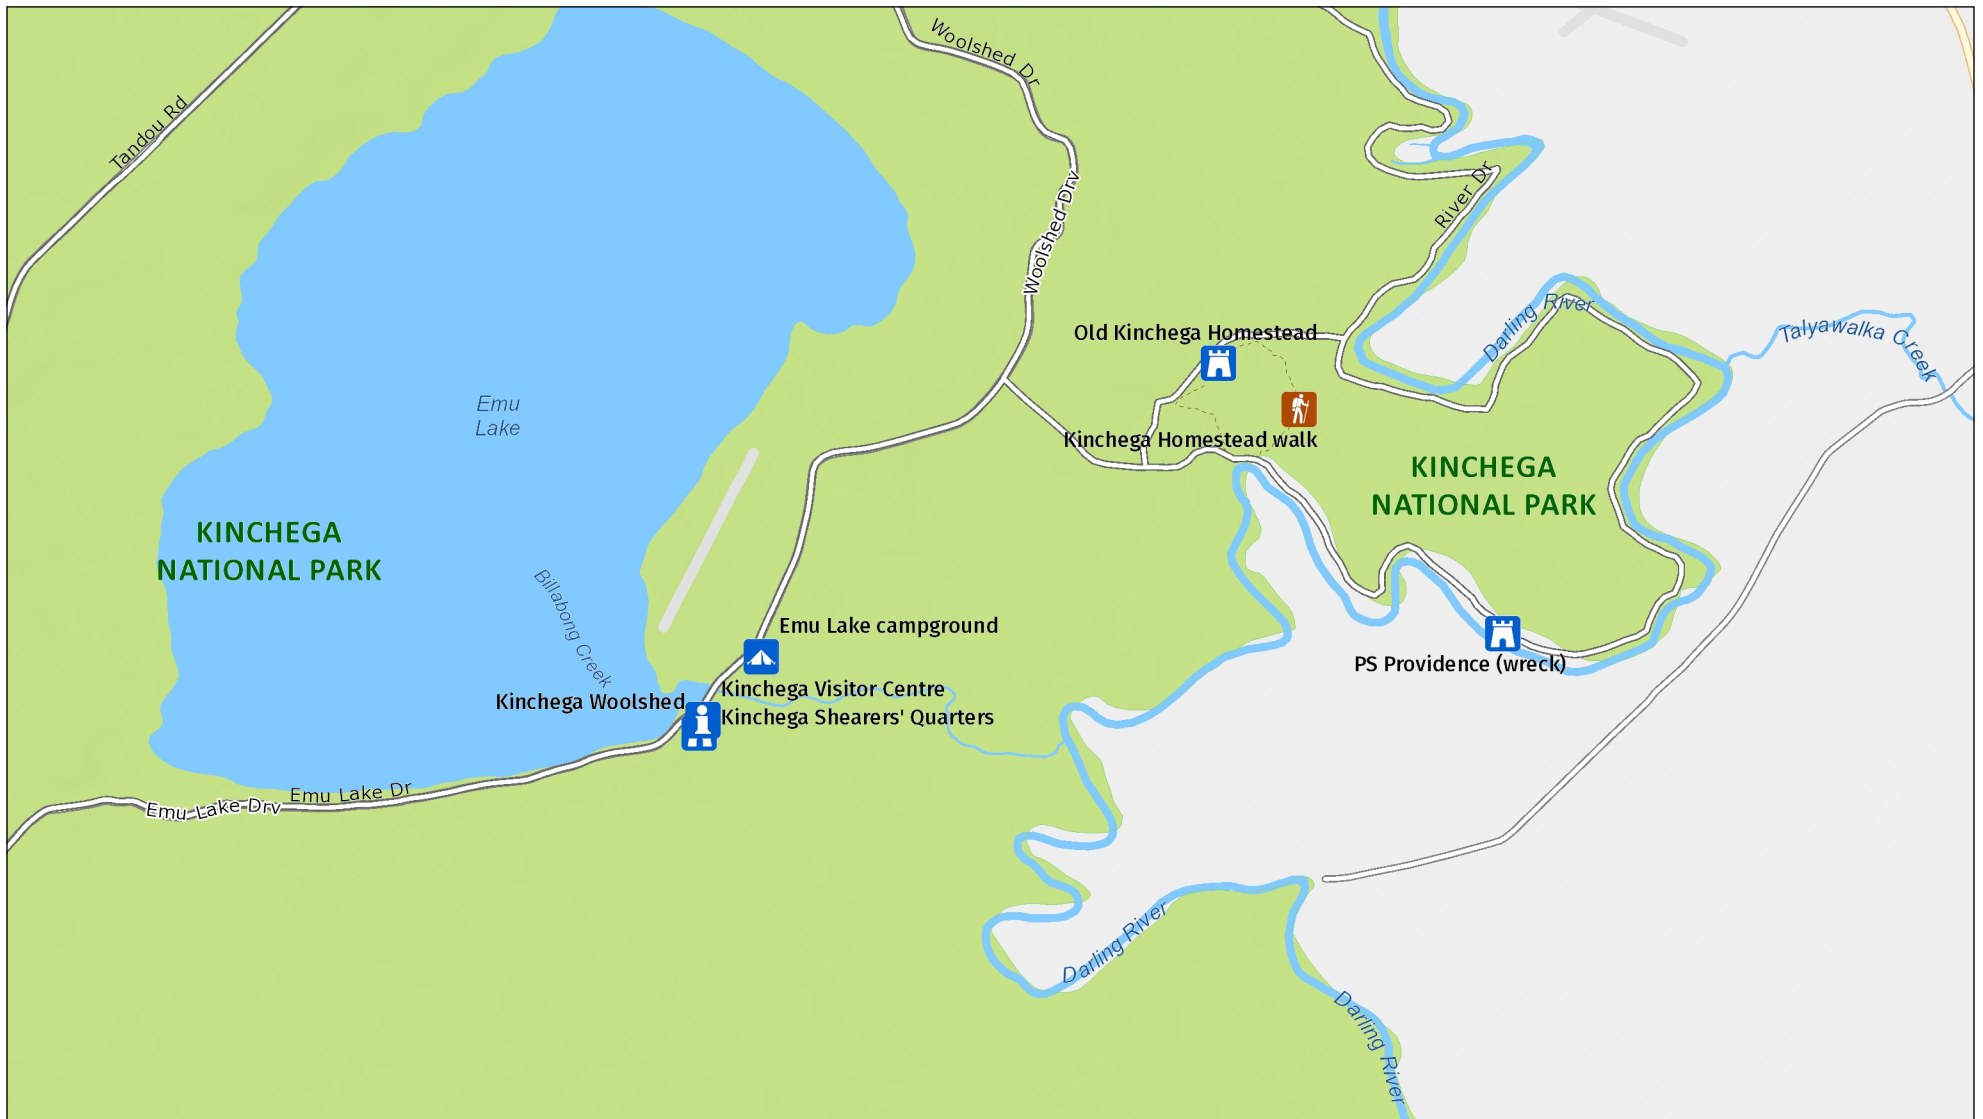 Woolshed Dr
Tandou Rd
River Dr
Woolshed Drv
Darling River
Talyawalka Creek
Old Kinchega Homestead
Emu
Lake
Kinchega Homestead walk
KINCHEGA
NATIONAL PARK
KINCHEGA
NATIONAL PARK
Billabong Creek
Emu Lake campground
PS Providence (wreck)
Kinchega Woolshed
Kinchega Visitor Centre
Kinchega Shearers' Quarters
Emu Lake Dr
Emu Lake Drv
Darling River
Darling River